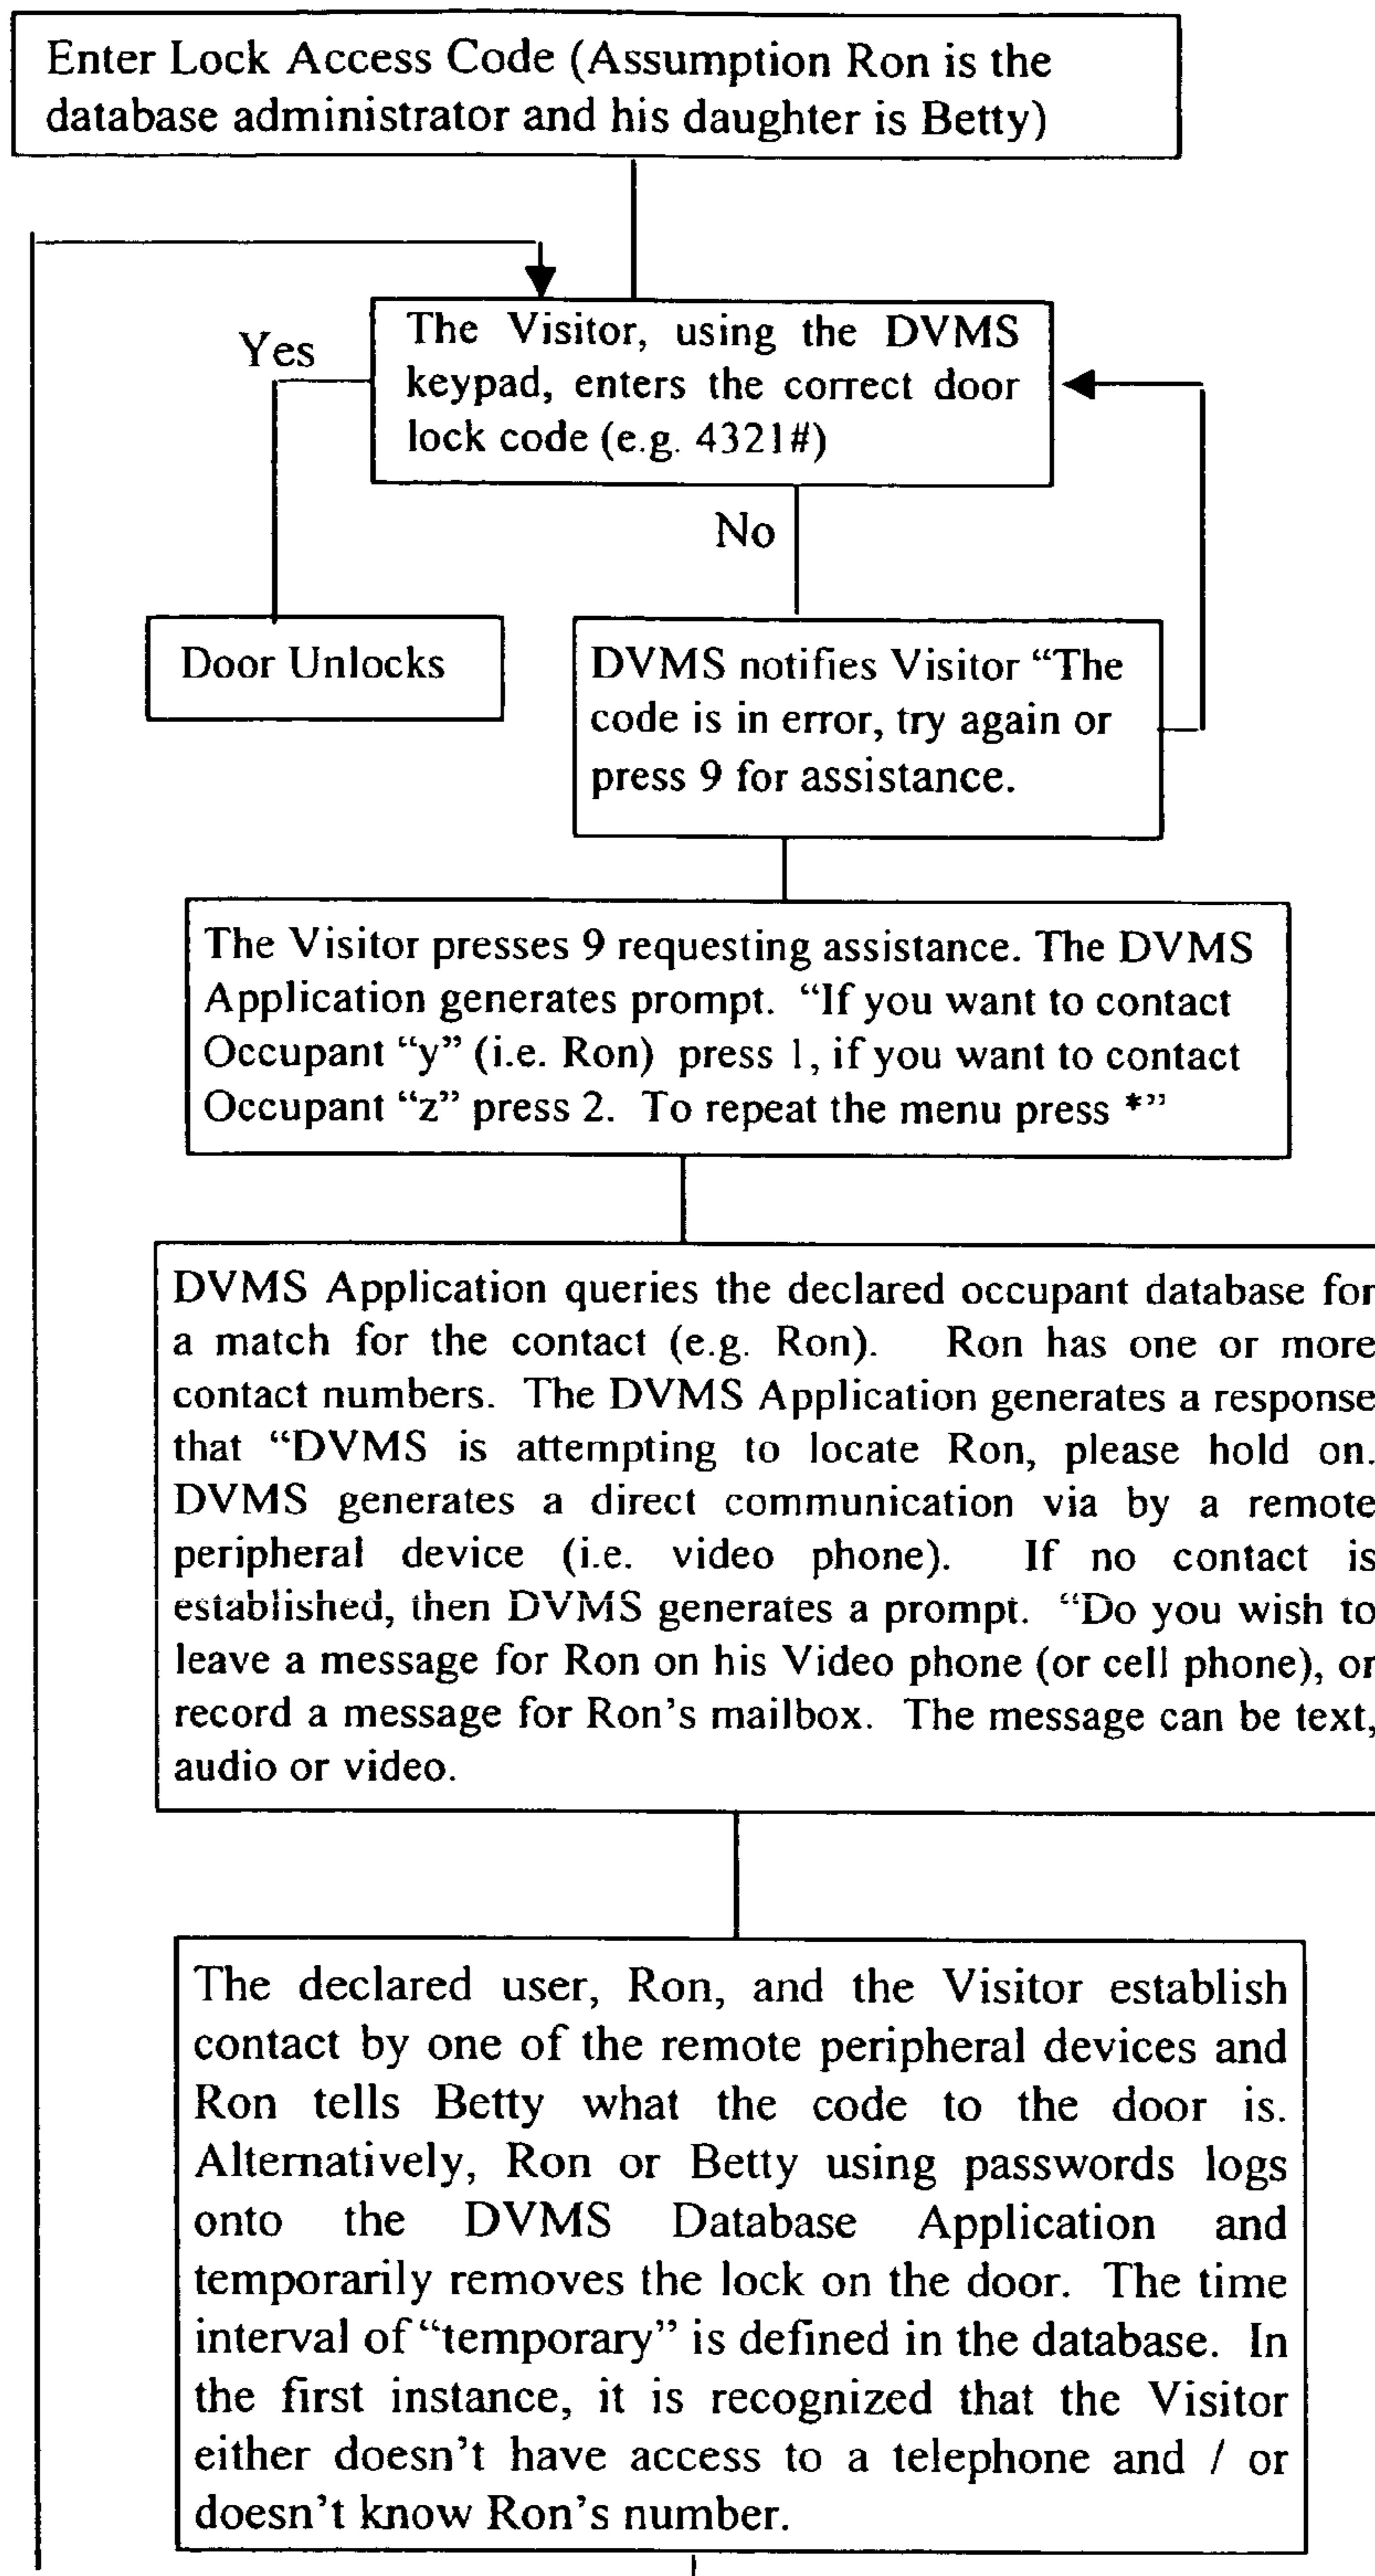 Enter Lock Access Code (Assumption Ron is the
database administrator and his daughter is Betty)
Yes
The Visitor, using the DVMS
keypad, enters the correct door
lock code (e.g. 4321#)
No
Door Unlocks
DVMS notifies Visitor “The
code is in error, try again or
press 9 for assistance.
The Visitor presses 9 requesting assistance. The DVMS
Application generates prompt. “If you want to contact
Occupant “y” (i.e. Ron) press 1, if you want to contact
Occupant “z” press 2. To repeat the menu press *”
DVMS Application queries the declared occupant database for
a match for the contact (e.g. Ron). Ron has one or more
contact numbers. The DVMS Application generates a response
that “DVMS is attempting to locate Ron, please hold on.
DVMS generates a direct communication via by a remote
peripheral device (i.e. video phone). If no contact is
established, then DVMS generates a prompt. “Do you wish to
leave a message for Ron on his Video phone (or cell phone), or
record a message for Ron’s mailbox. The message can be text,
audio or video.
The declared user, Ron, and the Visitor establish
contact by one of the remote peripheral devices and
Ron tells Betty what the code to the door is.
Alternatively, Ron or Betty using passwords logs
onto the DVMS Database Application and
temporarily removes the lock on the door. The time
interval of “temporary” is defined in the database. In
the first instance, it is recognized that the Visitor
either doesn’t have access to a telephone and / or
doesn’t know Ron’s number.